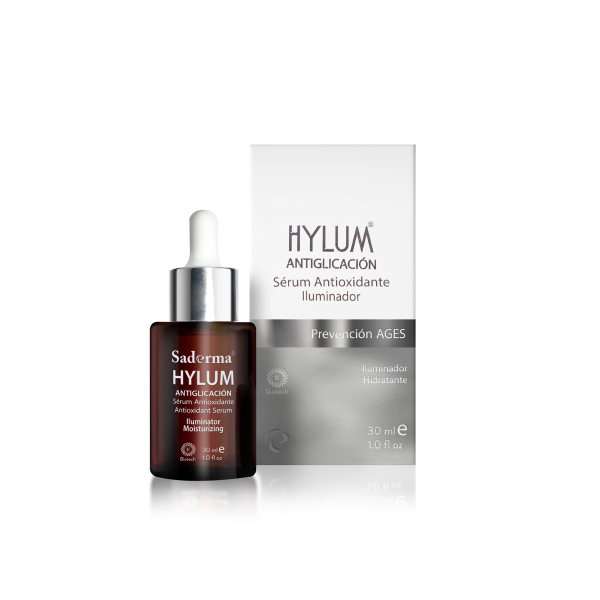 HYLUM®
ANTIGLICACIÓN
Sérum Antioxidante
Iluminador
Prevención AGES
Iluminador
Hidratante
Biotech
30 ml e
1.0 fl oz
Saderma®
HYLUM
ANTIGLICACIÓN
Sérum Antioxidante
Antioxidant Serum
Iluminator
Moisturizing
Biotech
30 ml e
1.0 fl oz